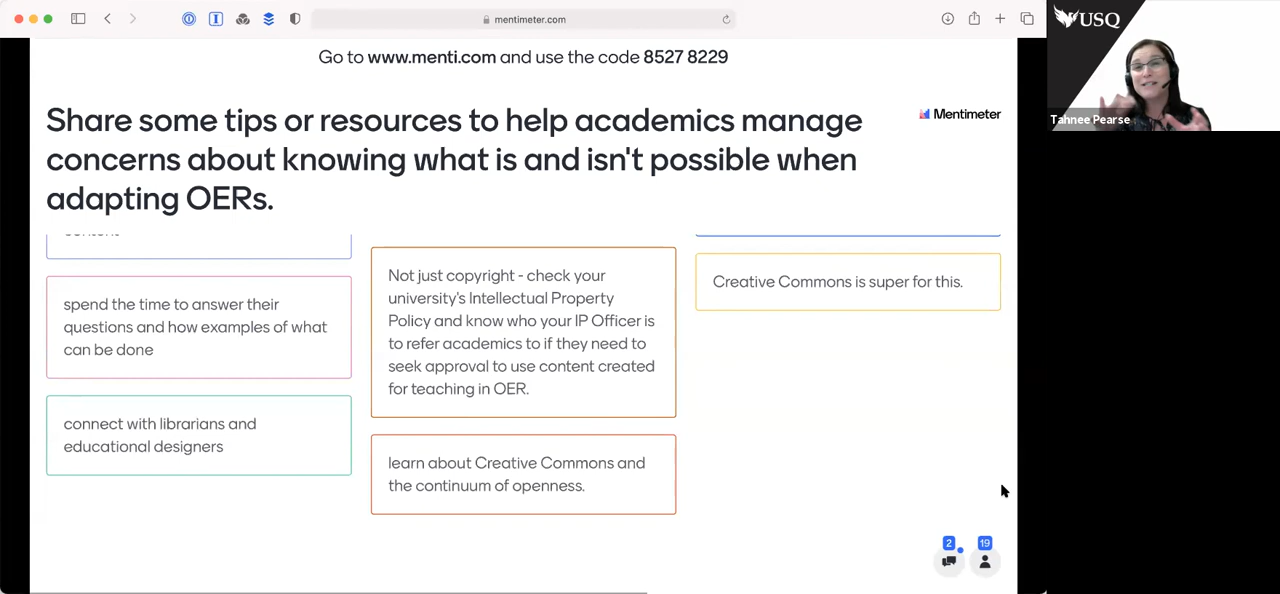 mentimeter.com
USQ
Go to www.menti.com and use the code 8527 8229
Share some tips or resources to help academics manage
concerns about knowing what is and isn't possible when
adapting OERs.
Mentimeter
Tahnee Pearse
spend the time to answer their
questions and how examples of what
can be done
connect with librarians and
educational designers
Not just copyright - check your
university's Intellectual Property
Policy and know who your IP Officer is
to refer academics to if they need to
seek approval to use content created
for teaching in OER.
learn about Creative Commons and
the continuum of openness.
Creative Commons is super for this.
2
19